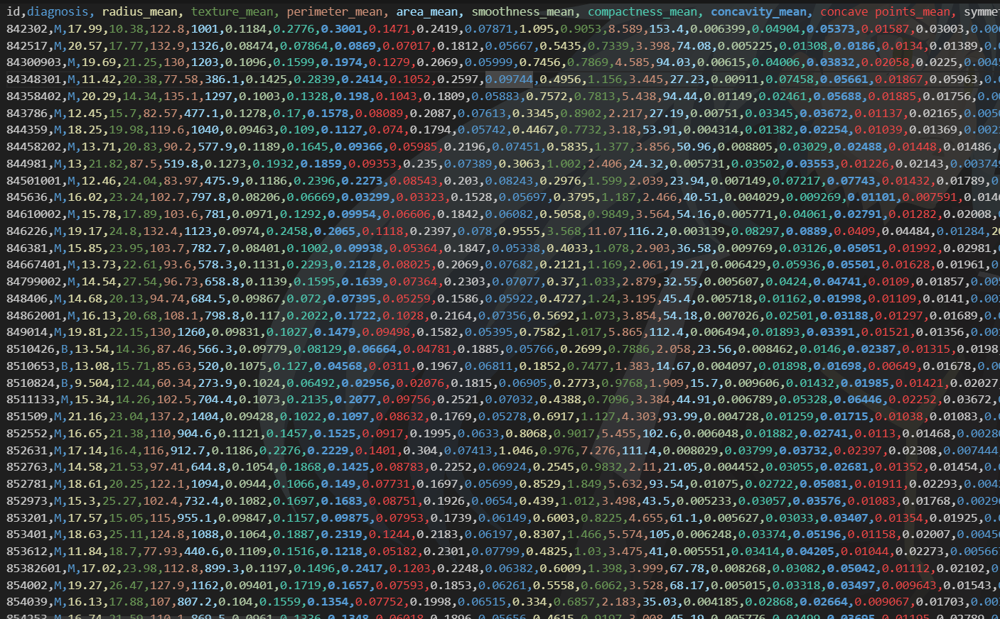 id,diagnosis, radius_mean, texture_mean, perimeter_mean, area_mean, smoothness_mean, compactness_mean, concavity_mean, concave points_mean, symme
842302,M,17.99,10.38,122.8,1001,0.1184,0.2776,0.3001,0.1471,0.2419,0.07871,1.095,0.9053,8.589,153.4,0.006399,0.04904,0.05373,0.01587,0.03003,0.00
842517,M,20.57,17.77,132.9,1326,0.08474,0.07864,0.0869,0.07017,0.1812,0.05667,0.5435,0.7339,3.398,74.08,0.005225,0.01308,0.0186,0.0134,0.01389,0.
84300903,M,19.69,21.25,130,1203,0.1096,0.1599,0.1974,0.1279,0.2069,0.05999,0.7456,0.7869,4.585,94.03,0.00615,0.04006,0.03832,0.02058,0.0225,0.004
84348301,M,11.42,20.38,77.58,386.1,0.1425,0.2839,0.2414,0.1052,0.2597,0.09744,0.4956,1.156,3.445,27.23,0.00911,0.07458,0.05661,0.01867,0.05963,0.
84358402,M,20.29,14.34,135.1,1297,0.1003,0.1328,0.198,0.1043,0.1809,0.05883,0.7572,0.7813,5.438,94.44,0.01149,0.02461,0.05688,0.01885,0.01756,0.0
843786,M,12.45,15.7,82.57,477.1,0.1278,0.17,0.1578,0.08089,0.2087,0.07613,0.3345,0.8902,2.217,27.19,0.00751,0.03345,0.03672,0.01137,0.02165,0.005
844359,M,18.25,19.98,119.6,1040,0.09463,0.109,0.1127,0.074,0.1794,0.05742,0.4467,0.7732,3.18,53.91,0.004314,0.01382,0.02254,0.01039,0.01369,0.002
84458202,M,13.71,20.83,90.2,577.9,0.1189,0.1645,0.09366,0.05985,0.2196,0.07451,0.5835,1.377,3.856,50.96,0.008805,0.03029,0.02488,0.01448,0.01486,
844981,M,13,21.82,87.5,519.8,0.1273,0.1932,0.1859,0.09353,0.235,0.07389,0.3063,1.002,2.406,24.32,0.005731,0.03502,0.03553,0.01226,0.02143,0.00374
84501001,M,12.46,24.04,83.97,475.9,0.1186,0.2396,0.2273,0.08543,0.203,0.08243,0.2976,1.599,2.039,23.94,0.007149,0.07217,0.07743,0.01432,0.01789,0
845636,M,16.02,23.24,102.7,797.8,0.08206,0.06669,0.03299,0.03323,0.1528,0.05697,0.3795,1.187,2.466,40.51,0.004029,0.009269,0.01101,0.007591,0.014
84610002,M,15.78,17.89,103.6,781,0.0971,0.1292,0.09954,0.06606,0.1842,0.06082,0.5058,0.9849,3.564,54.16,0.005771,0.04061,0.02791,0.01282,0.02008,
846226,M,19.17,24.8,132.4,1123,0.0974,0.2458,0.2065,0.1118,0.2397,0.078,0.9555,3.568,11.07,116.2,0.003139,0.08297,0.0889,0.0409,0.04484,0.01284,2
846381,M,15.85,23.95,103.7,782.7,0.08401,0.1002,0.09938,0.05364,0.1847,0.05338,0.4033,1.078,2.903,36.58,0.009769,0.03126,0.05051,0.01992,0.02981,
84667401,M,13.73,22.61,93.6,578.3,0.1131,0.2293,0.2128,0.08025,0.2069,0.07682,0.2121,1.169,2.061,19.21,0.006429,0.05936,0.05501,0.01628,0.01961,
84799002,M,14.54,27.54,96.73,658.8,0.1139,0.1595,0.1639,0.07364,0.2303,0.07077,0.37,1.033,2.879,32.55,0.005607,0.0424,0.04741,0.0109,0.01857,0.00
848406,M,14.68,20.13,94.74,684.5,0.09867,0.072,0.07395,0.05259,0.1586,0.05922,0.4727,1.24,3.195,45.4,0.005718,0.01162,0.01998,0.01109,0.0141,0.00
84862001,M,16.13,20.68,108.1,798.8,0.117,0.2022,0.1722,0.1028,0.2164,0.07356,0.5692,1.073,3.854,54.18,0.007026,0.02501,0.03188,0.01297,0.01689,0.
849014,M,19.81,22.15,130,1260,0.09831,0.1027,0.1479,0.09498,0.1582,0.05395,0.7582,1.017,5.865,112.4,0.006494,0.01893,0.03391,0.01521,0.01356,0.00
8510426,B,13.54,14.36,87.46,566.3,0.09779,0.08129,0.06664,0.04781,0.1885,0.05766,0.2699,0.7886,2.058,23.56,0.008462,0.0146,0.02387,0.01315,0.0198
8510653,B,13.08,15.71,85.63,520,0.1075,0.127,0.04568,0.0311,0.1967,0.06811,0.1852,0.7477,1.383,14.67,0.004097,0.01898,0.01698,0.00649,0.01678,0.0
8510824,B,9.504,12.44,60.34,273.9,0.1024,0.06492,0.02956,0.02076,0.1815,0.06905,0.2773,0.9768,1.909,15.7,0.009606,0.01432,0.01985,0.01421,0.02027
8511133,M,15.34,14.26,102.5,704.4,0.1073,0.2135,0.2077,0.09756,0.2521,0.07032,0.4388,0.7096,3.384,44.91,0.006789,0.05328,0.06446,0.02252,0.03672,
851509,M,21.16,23.04,137.2,1404,0.09428,0.1022,0.1097,0.08632,0.1769,0.05278,0.6917,1.127,4.303,93.99,0.004728,0.01259,0.01715,0.01038,0.01083,0.
852552,M,16.65,21.38,110,904.6,0.1121,0.1457,0.1525,0.0917,0.1995,0.0633,0.8068,0.9017,5.455,102.6,0.006048,0.01882,0.02741,0.0113,0.01468,0.0028
852631,M,17.14,16.4,116,912.7,0.1186,0.2276,0.2229,0.1401,0.304,0.07413,1.046,0.976,7.276,111.4,0.008029,0.03799,0.03732,0.02397,0.02308,0.007444
852763,M,14.58,21.53,97.41,644.8,0.1054,0.1868,0.1425,0.08783,0.2252,0.06924,0.2545,0.9832,2.11,21.05,0.004452,0.03055,0.02681,0.01352,0.01454,0.
852781,M,18.61,20.25,122.1,1094,0.0944,0.1066,0.149,0.07731,0.1697,0.05699,0.8529,1.849,5.632,93.54,0.01075,0.02722,0.05081,0.01911,0.02293,0.004
852973,M,15.3,25.27,102.4,732.4,0.1082,0.1697,0.1683,0.08751,0.1926,0.0654,0.439,1.012,3.498,43.5,0.005233,0.03057,0.03576,0.01083,0.01768,0.0029
853201,M,17.57,15.05,115,955.1,0.09847,0.1157,0.09875,0.07953,0.1739,0.06149,0.6003,0.8225,4.655,61.1,0.005627,0.03033,0.03407,0.01354,0.01925,0.
853401,M,18.63,25.11,124.8,1088,0.1064,0.1887,0.2319,0.1244,0.2183,0.06197,0.8307,1.466,5.574,105,0.006248,0.03374,0.05196,0.01158,0.02007,0.0045
853612,M,11.84,18.7,77.93,440.6,0.1109,0.1516,0.1218,0.05182,0.2301,0.07799,0.4825,1.03,3.475,41,0.005551,0.03414,0.04205,0.01044,0.02273,0.00566
85382601,M,17.02,23.98,112.8,899.3,0.1197,0.1496,0.2417,0.1203,0.2248,0.06382,0.6009,1.398,3.999,67.78,0.008268,0.03082,0.05042,0.01112,0.02102,0
854002,M,19.27,26.47,127.9,1162,0.09401,0.1719,0.1657,0.07593,0.1853,0.06261,0.5558,0.6062,3.528,68.17,0.005015,0.03318,0.03497,0.009643,0.01543,
854039,M,16.13,17.88,107,807.2,0.104,0.1559,0.1354,0.07752,0.1998,0.06515,0.334,0.6857,2.183,35.03,0.004185,0.02868,0.02664,0.009067,0.01703,0.00